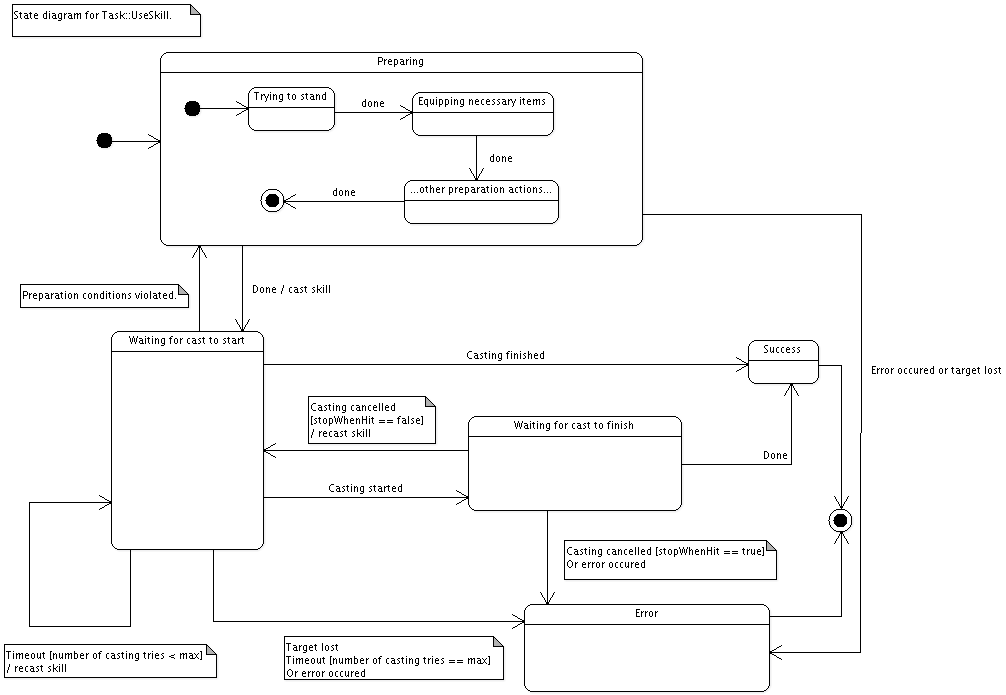 State diagram for Task::UseSkill.
Preparing
Trying to stand
done
Equipping necessary items
done
...other preparation actions...
done
Preparation conditions violated.
Done / cast skill
Waiting for cast to start
Casting finished
Success
Error occured or target lost
Casting cancelled
[stopWhenHit == false]
/ recast skill
Waiting for cast to finish
Done
Casting started
Casting cancelled [stopWhenHit == true]
Or error occured
Error
Timeout [number of casting tries < max]
/ recast skill
Target lost
Timeout [number of casting tries == max]
Or error occured